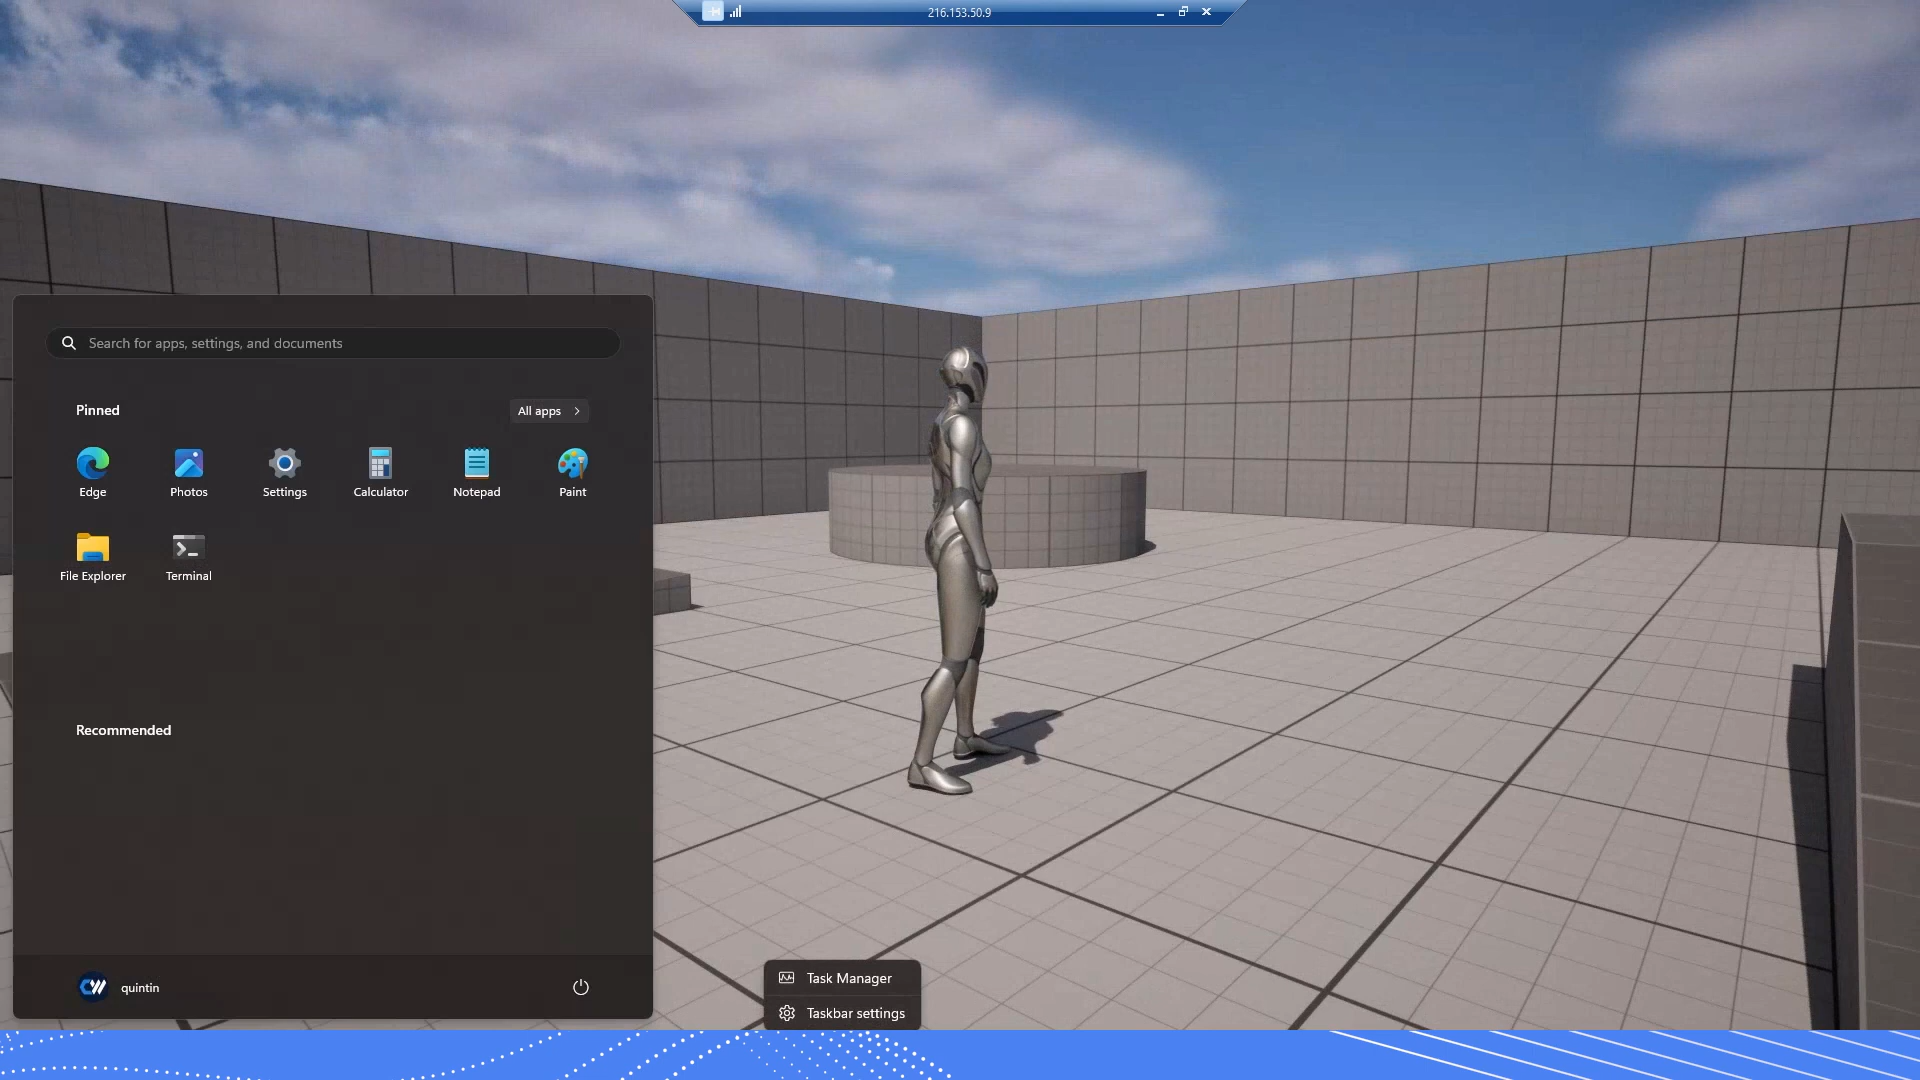 216.153.50.9
Search for apps, settings, and documents
Pinned
All apps
Edge
Photos
Settings
Calculator
Notepad
Paint
File Explorer
Terminal
Recommended
quintin
Task Manager
Taskbar settings